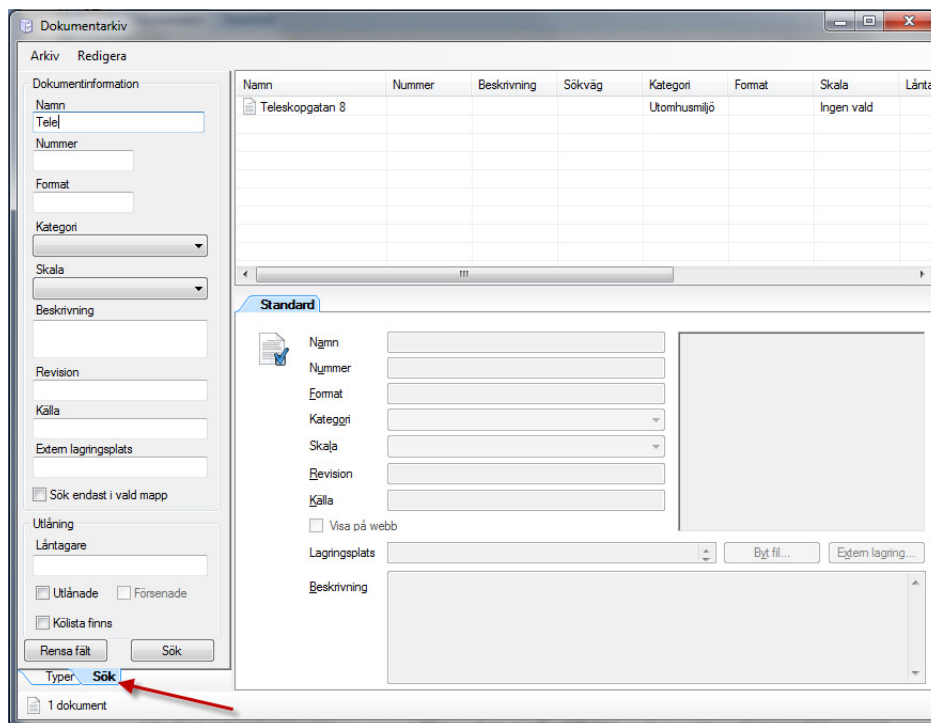 Dokumentarkiv
Arkiv Redigera
Dokumentinformation
Namn
Tele
Nummer
Format
Kategori
Skala
Beskrivning
Revision
Källa
Extern lagringsplats
Sök endast i vald mapp
Utlåning
Låntagare
Utlånade Försenade
Kölista finns
Rensa fält Sök
Typer Sök
1 dokument
Namn Nummer Beskrivning Sökväg Kategori Format Skala Lånta
Teleskopgatan 8 Utomhusmiljö Ingen vald
Standard
Namn
Nummer
Format
Kategori
Skala
Revision
Källa
Visa på webb
Lagringsplats Byt fil... Extern lagring...
Beskrivning